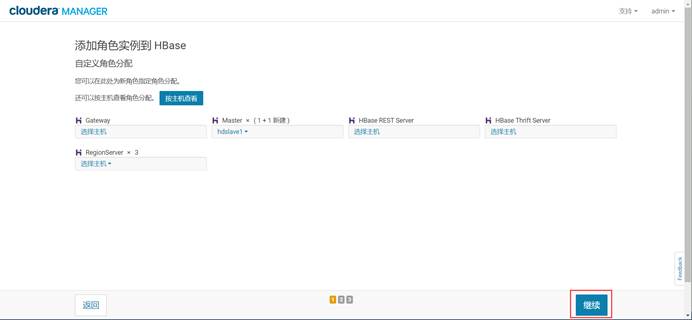 cloudera MANAGER
支持
admin
添加角色实例到 HBase
自定义角色分配
您可以在此处为新角色指定角色分配。
还可以按主机查看角色分配。 按主机查看
Gateway
选择主机
Master × ( 1 + 1 新建 )
hdslave1
HBase REST Server
选择主机
HBase Thrift Server
选择主机
RegionServer × 3
选择主机
Feedback
返回
1 2 3
继续